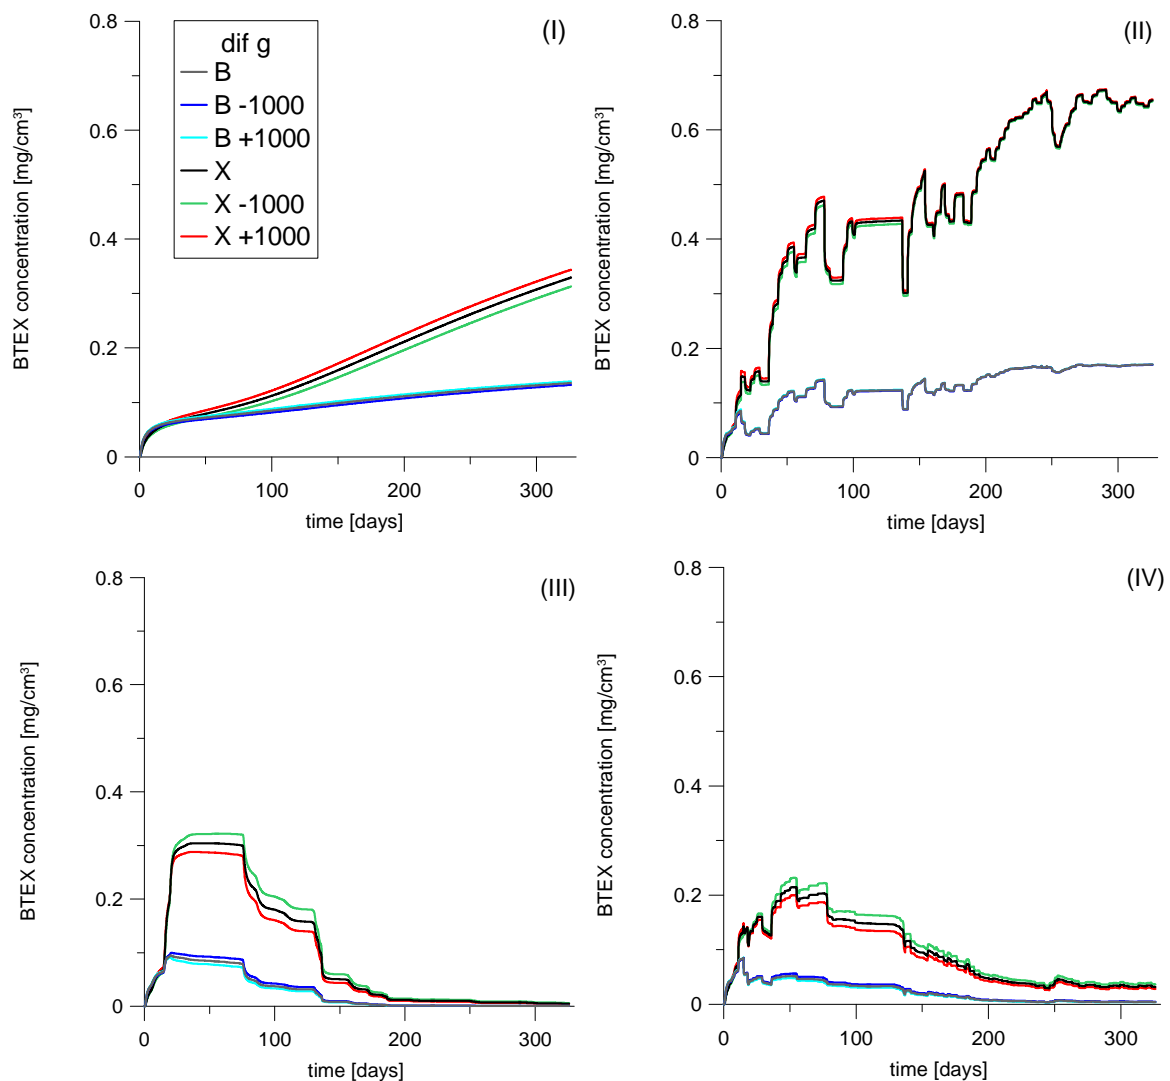 (I)
0.8
0.6
0.4
0.2
0
BTEX concentration [mg/cm³]
dif g
B
B -1000
B +1000
X
X -1000
X +1000
0
100
200
300
time [days]
(II)
0.8
0.6
0.4
0.2
0
BTEX concentration [mg/cm³]
0
100
200
300
time [days]
(III)
0.8
0.6
0.4
0.2
0
BTEX concentration [mg/cm³]
0
100
200
300
time [days]
(IV)
0.8
0.6
0.4
0.2
0
BTEX concentration [mg/cm³]
0
100
200
300
time [days]